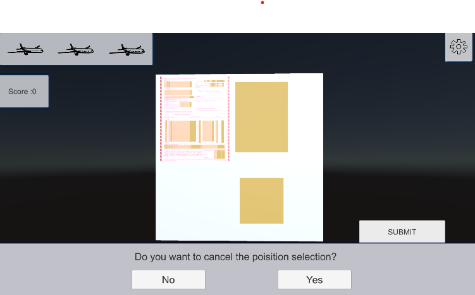 Score :0
SUBMIT
Do you want to cancel the poisition selection?
No
Yes